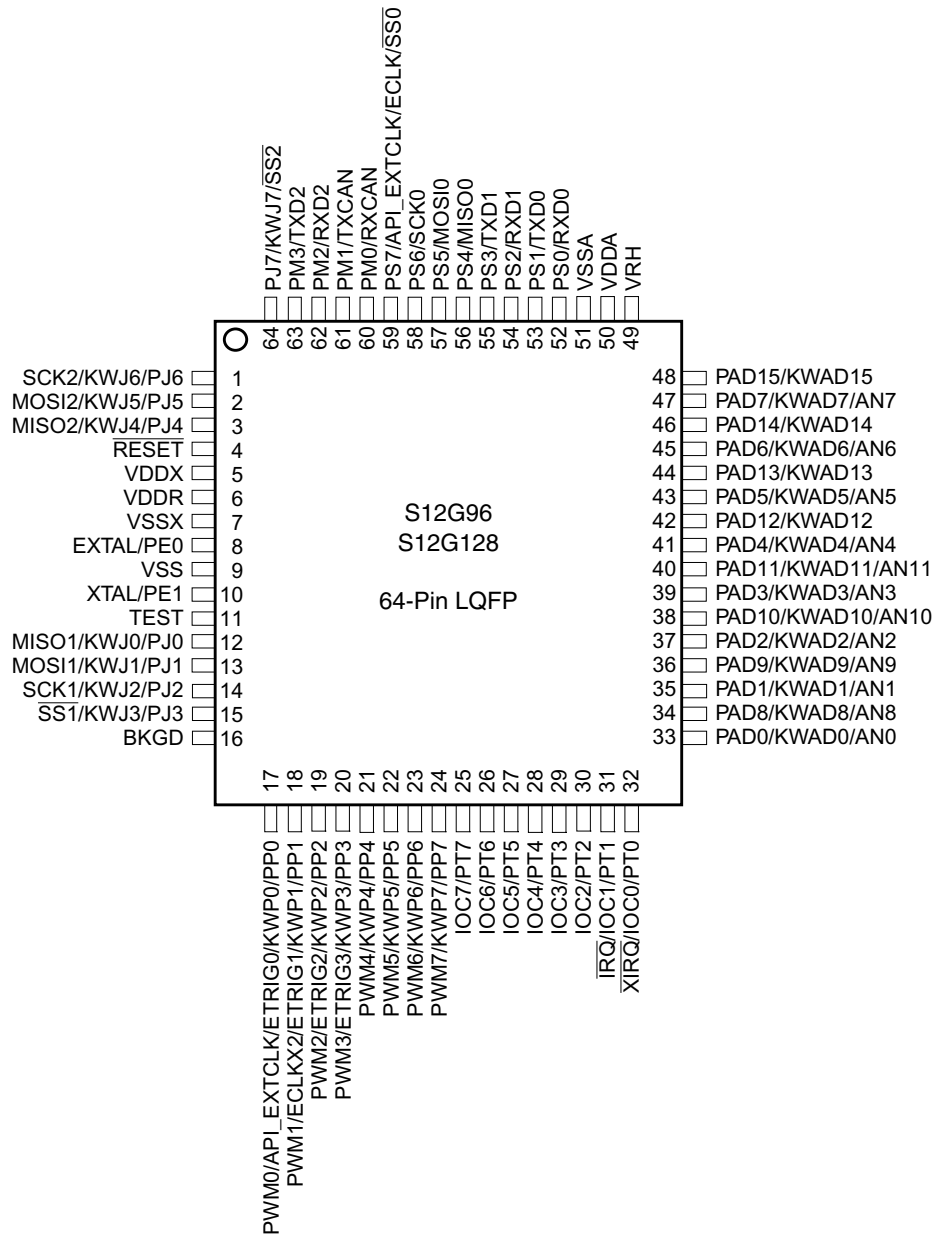 PJ7/KWJ7/SS2
PM3/TXD2
PM2/RXD2
PM1/TXCAN
PM0/RXCAN
PS7/API_EXTCLK/ECLK/SS0
PS6/SCK0
PS5/MOSI0
PS4/MISO0
PS3/TXD1
PS2/RXD1
PS1/TXD0
PS0/RXD0
VSSA
VDDA
VRH
64 63 62 61 60 59 58 57 56 55 54 53 52 51 50 49
SCK2/KWJ6/PJ6 1
MOSI2/KWJ5/PJ5 2
MISO2/KWJ4/PJ4 3
RESET 4
VDDX 5
VDDR 6
VSSX 7
EXTAL/PE0 8
VSS 9
XTAL/PE1 10
TEST 11
MISO1/KWJ0/PJ0 12
MOSI1/KWJ1/PJ1 13
SCK1/KWJ2/PJ2 14
SS1/KWJ3/PJ3 15
BKGD 16
S12G96
S12G128
64-Pin LQFP
48 PAD15/KWAD15
47 PAD7/KWAD7/AN7
46 PAD14/KWAD14
45 PAD6/KWAD6/AN6
44 PAD13/KWAD13
43 PAD5/KWAD5/AN5
42 PAD12/KWAD12
41 PAD4/KWAD4/AN4
40 PAD11/KWAD11/AN11
39 PAD3/KWAD3/AN3
38 PAD10/KWAD10/AN10
37 PAD2/KWAD2/AN2
36 PAD9/KWAD9/AN9
35 PAD1/KWAD1/AN1
34 PAD8/KWAD8/AN8
33 PAD0/KWAD0/AN0
17 18 19 20 21 22 23 24 25 26 27 28 29 30 31 32
PWM0/API_EXTCLK/ETRIG0/KWP0/PP0
PWM1/ECLKX2/ETRIG1/KWP1/PP1
PWM2/ETRIG2/KWP2/PP2
PWM3/ETRIG3/KWP3/PP3
PWM4/KWP4/PP4
PWM5/KWP5/PP5
PWM6/KWP6/PP6
PWM7/KWP7/PP7
IOC7/PT7
IOC6/PT6
IOC5/PT5
IOC4/PT4
IOC3/PT3
IOC2/PT2
IRQ/IOC1/PT1
XIRQ/IOC0/PT0